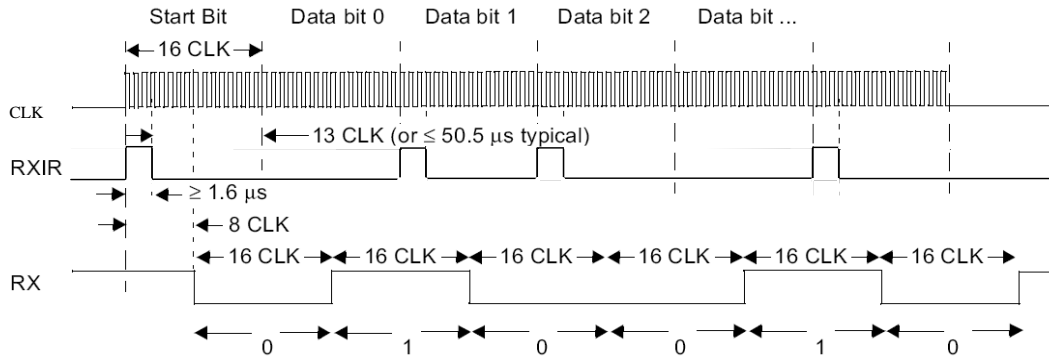 Start Bit Data bit 0 Data bit 1 Data bit 2 Data bit ...
16 CLK
CLK
13 CLK (or ≤ 50.5 μs typical)
RXIR
≥ 1.6 μs
8 CLK
16 CLK 16 CLK 16 CLK 16 CLK 16 CLK 16 CLK
RX
0 1 0 0 1 0